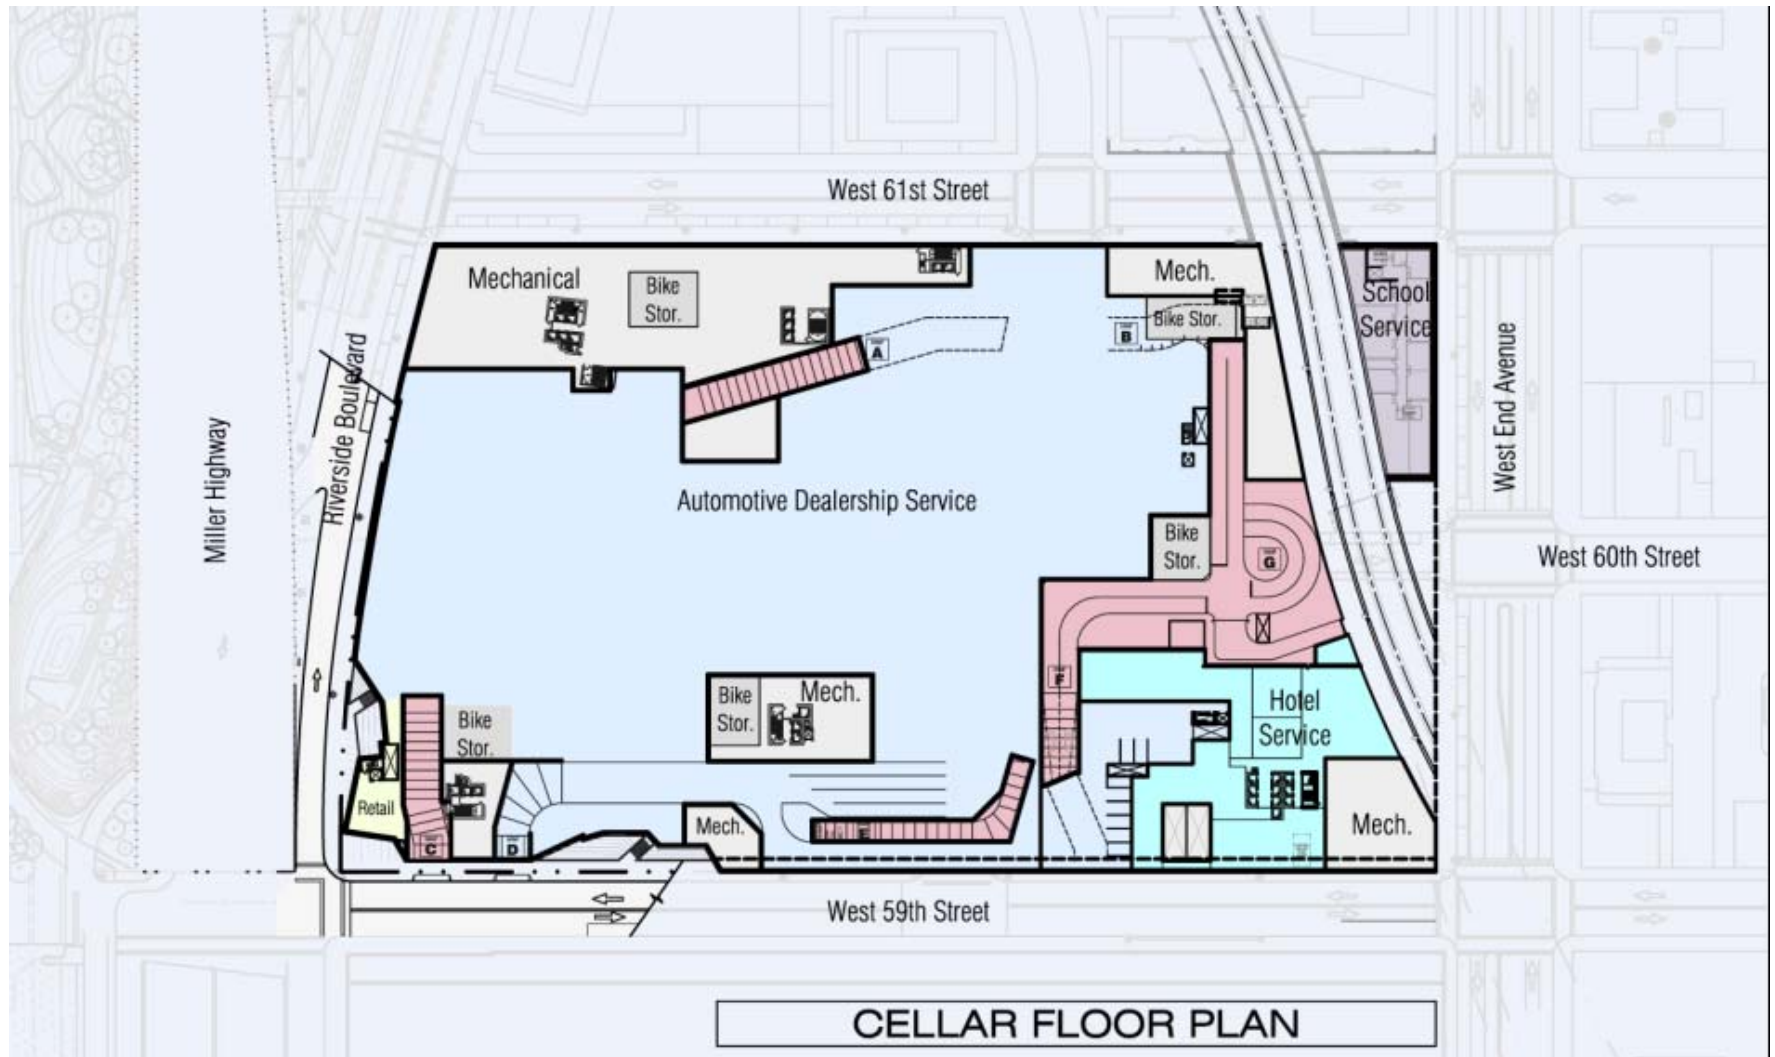 West 61st Street
Mechanical
Bike
Stor.
Mech.
School
Service
Bike Stor.
A
B
Riverside Boulevard
Miller Highway
West End Avenue
Automotive Dealership Service
Bike
Stor.
G
West 60th Street
F
Bike
Stor.
Mech.
Hotel
Service
Bike
Stor.
Retail
Mech.
E
Mech.
C
D
West 59th Street
CELLAR FLOOR PLAN